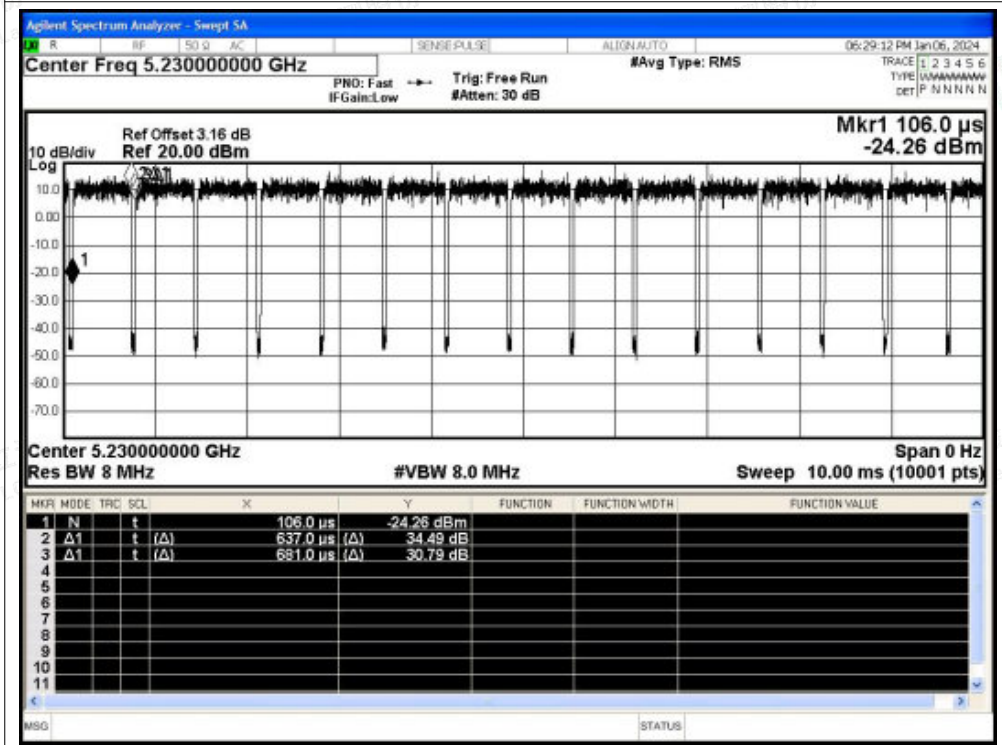 Agilent Spectrum Analyzer - Swept SA
R RF 50 Ω AC SENSE:PULSE ALIGN AUTO 06:29:12 PM Jan 06, 2024
Center Freq 5.230000000 GHz #Avg Type: RMS TRACE 1 2 3 4 5 6
PNO: Fast Trig: Free Run TYPE
IFGain:Low #Atten: 30 dB DET P N N N N N
Mkr1 106.0 µs
Ref Offset 3.16 dB
10 dB/div Ref 20.00 dBm -24.26 dBm
Log
10.0
0.00
-10.0
1
-20.0
-30.0
-40.0
-50.0
-60.0
-70.0
Center 5.230000000 GHz Span 0 Hz
Res BW 8 MHz #VBW 8.0 MHz Sweep 10.00 ms (10001 pts)
MKR MODE TRC SCL X Y FUNCTION FUNCTION WIDTH FUNCTION VALUE
1 N t 106.0 µs -24.26 dBm
2 Δ1 t (Δ) 637.0 µs (Δ) 34.49 dB
3 Δ1 t (Δ) 681.0 µs (Δ) 30.79 dB
4
5
6
7
8
9
10
11
MSG STATUS